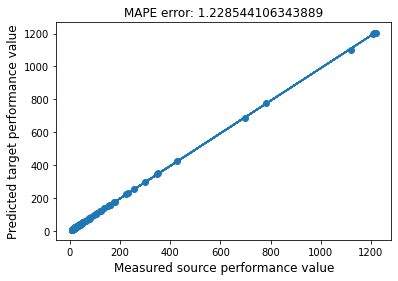 MAPE error: 1.228544106343889
1200
1000
800
600
400
200
0
Predicted target performance value
0 200 400 600 800 1000 1200
Measured source performance value